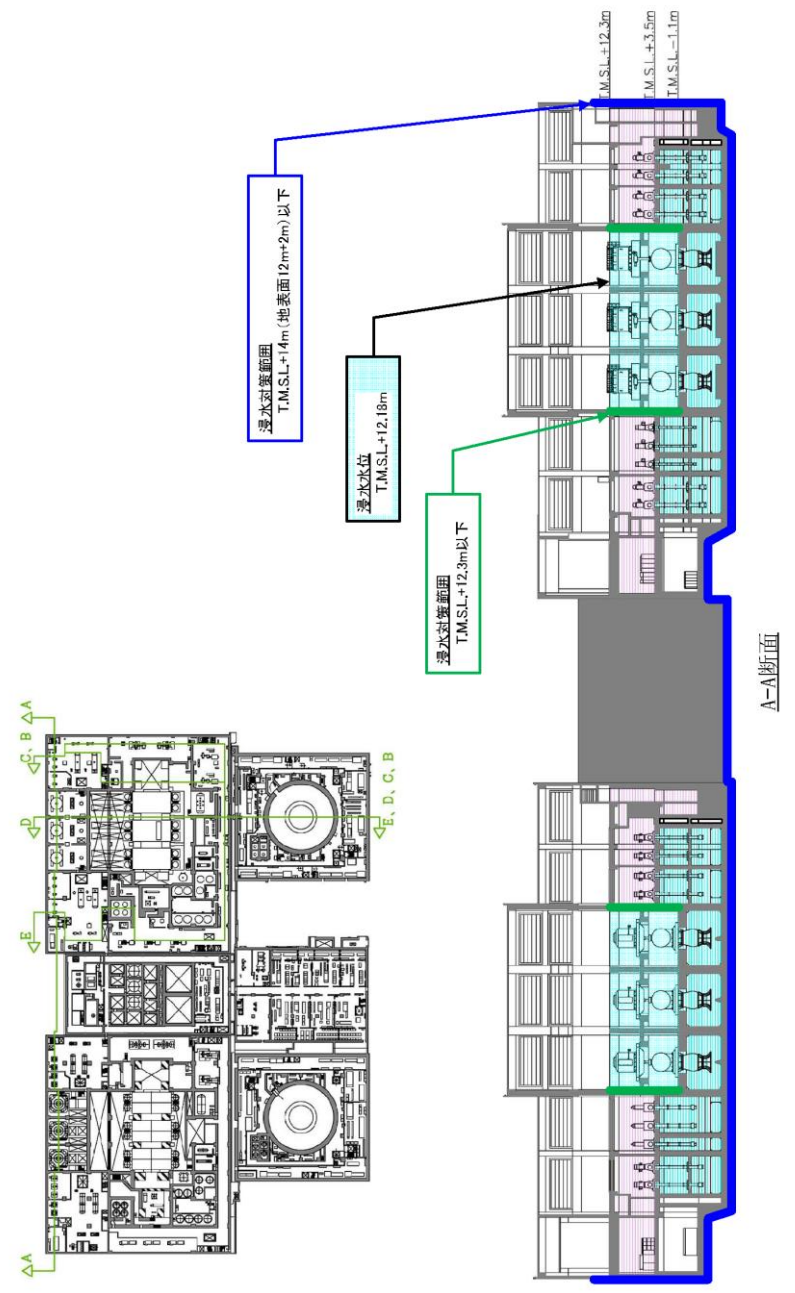 T.M.S.L.+12.3m
T.M.S.L.+3.5m
T.M.S.L.-1.1m
浸水対策範囲
T.M.S.L.+14m(地表面12m+2m)以下
浸水水位
T.M.S.L.+12.18m
浸水対策範囲
T.M.S.L.+12.3m以下
A-A断面
A
C、B
D
E
A
E、D、C、B